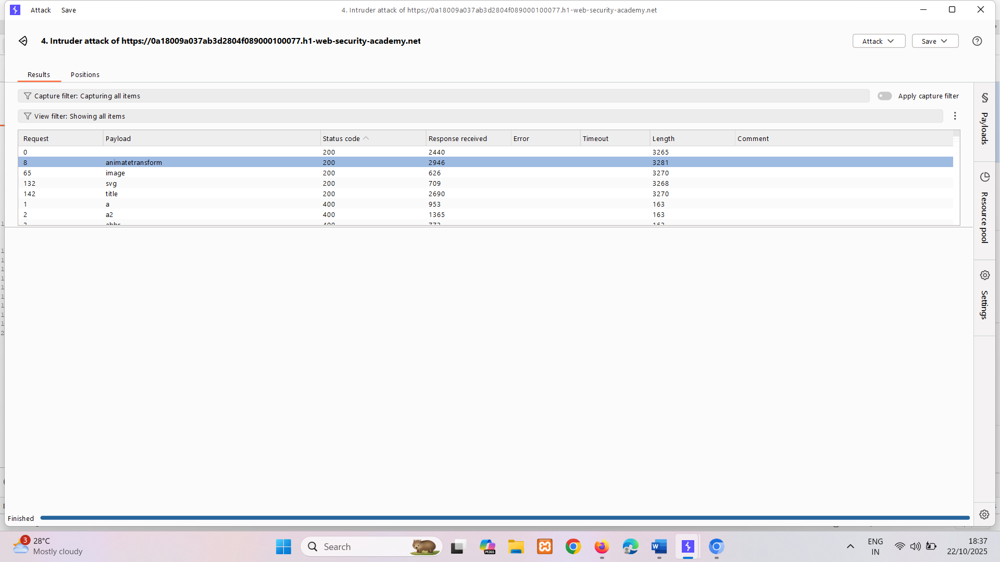 Attack Save 4. Intruder attack of https://0a18009a037ab3d2804f089000100077.h1-web-security-academy.net
4. Intruder attack of https://0a18009a037ab3d2804f089000100077.h1-web-security-academy.net Attack Save
Results Positions
Capture filter: Capturing all items Apply capture filter
View filter: Showing all items
Request Payload Status code Response received Error Timeout Length Comment
0 200 2440 3265
8 animatetransform 200 2946 3281
65 image 200 626 3270
132 svg 200 709 3268
142 title 200 2690 3270
1 a 400 953 163
2 a2 400 1365 163
Payloads
Resource pool
Settings
Finished
3 28°C
Mostly cloudy
Search
M365
ENG
IN
18:37
22/10/2025